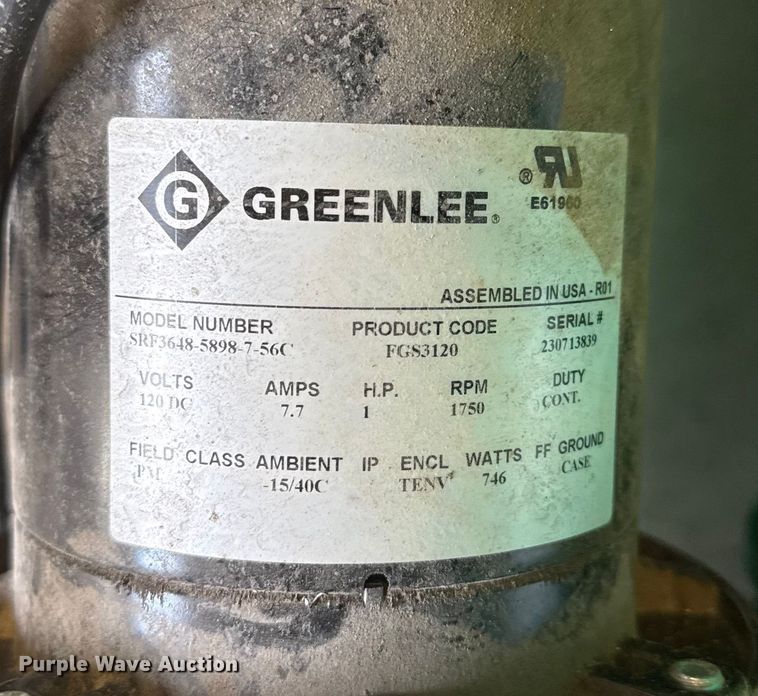 G GREENLEE®
® RU
E61960
ASSEMBLED IN USA - R01
MODEL NUMBER PRODUCT CODE SERIAL #
SRF3648-5898-7-56C FGS3120 230713839
VOLTS AMPS H.P. RPM DUTY
120 DC 7.7 1 1750 CONT.
FIELD CLASS AMBIENT IP ENCL WATTS FF GROUND
PM -15/40C TENV 746 CASE
Purple Wave Auction